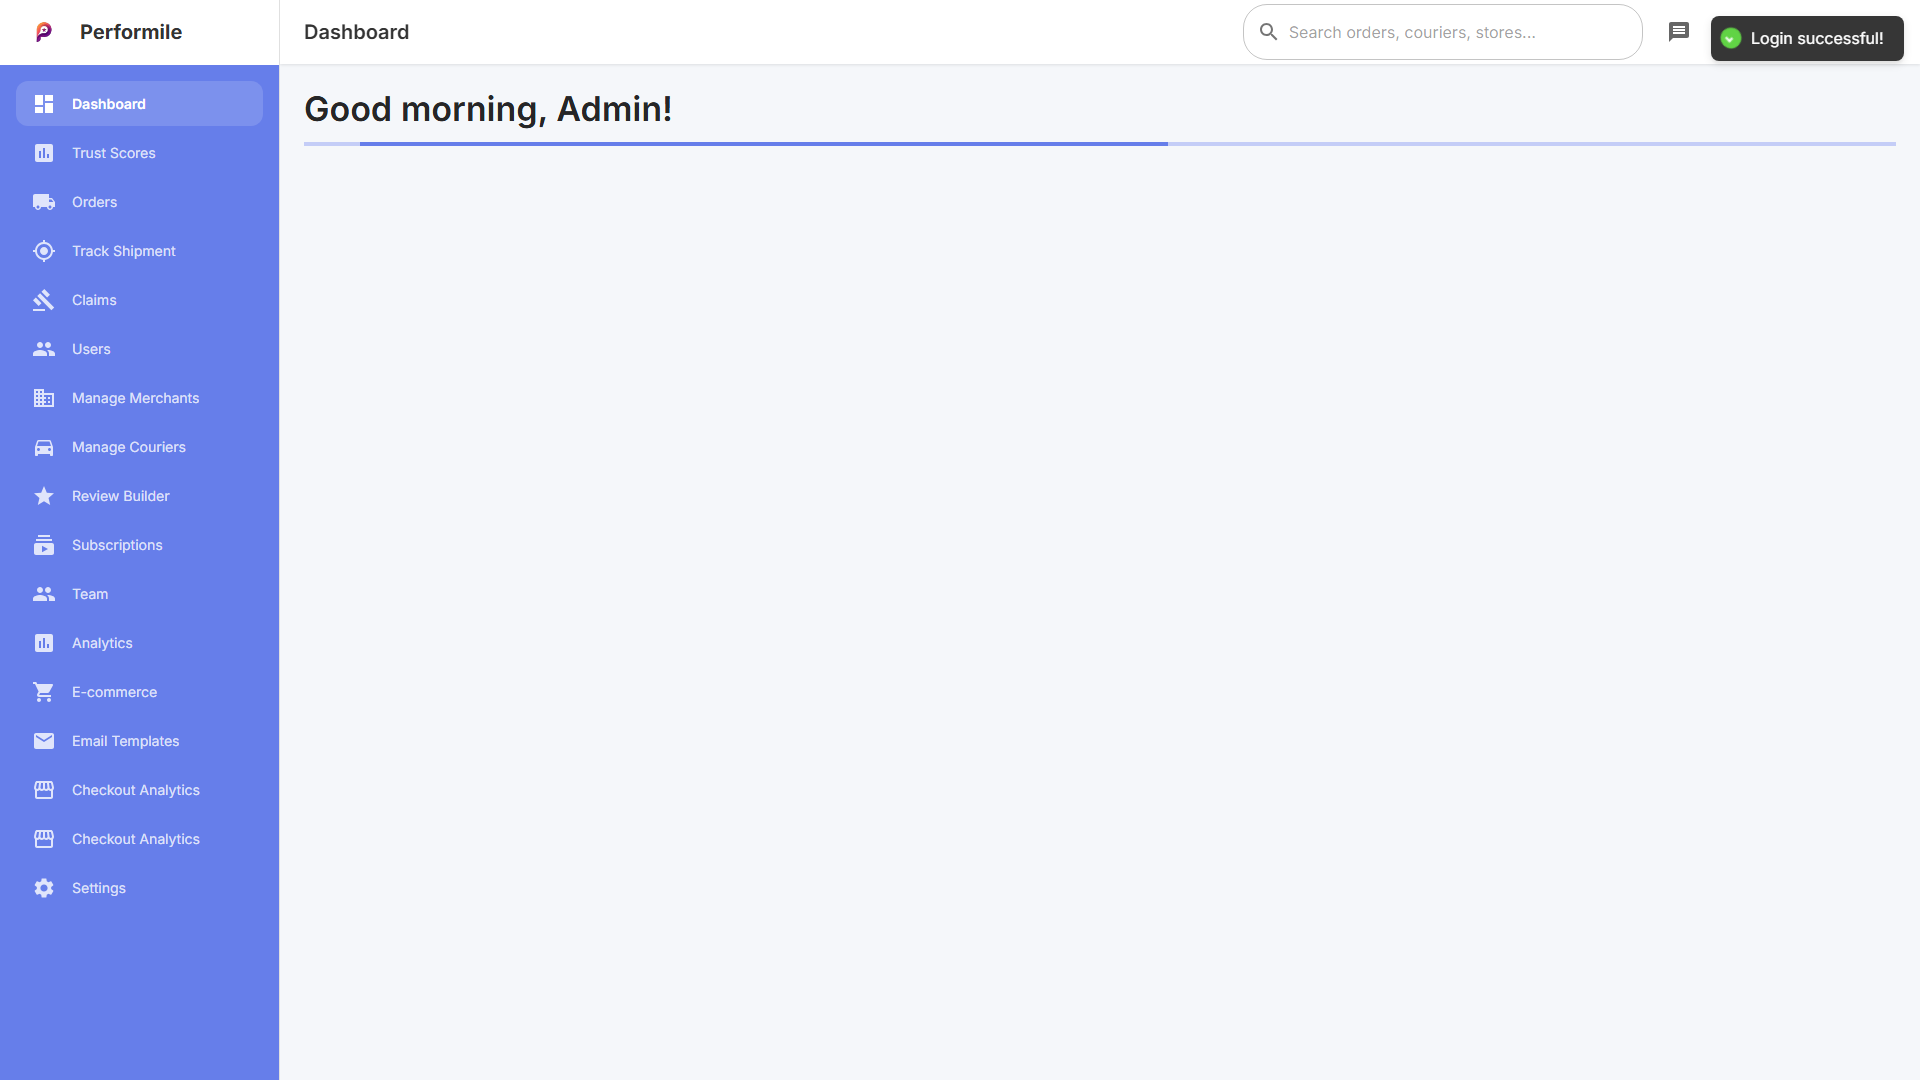 Performile
Dashboard
Search orders, couriers, stores...
Login successful!
Dashboard
Trust Scores
Orders
Track Shipment
Claims
Users
Manage Merchants
Manage Couriers
Review Builder
Subscriptions
Team
Analytics
E-commerce
Email Templates
Checkout Analytics
Checkout Analytics
Settings
Good morning, Admin!